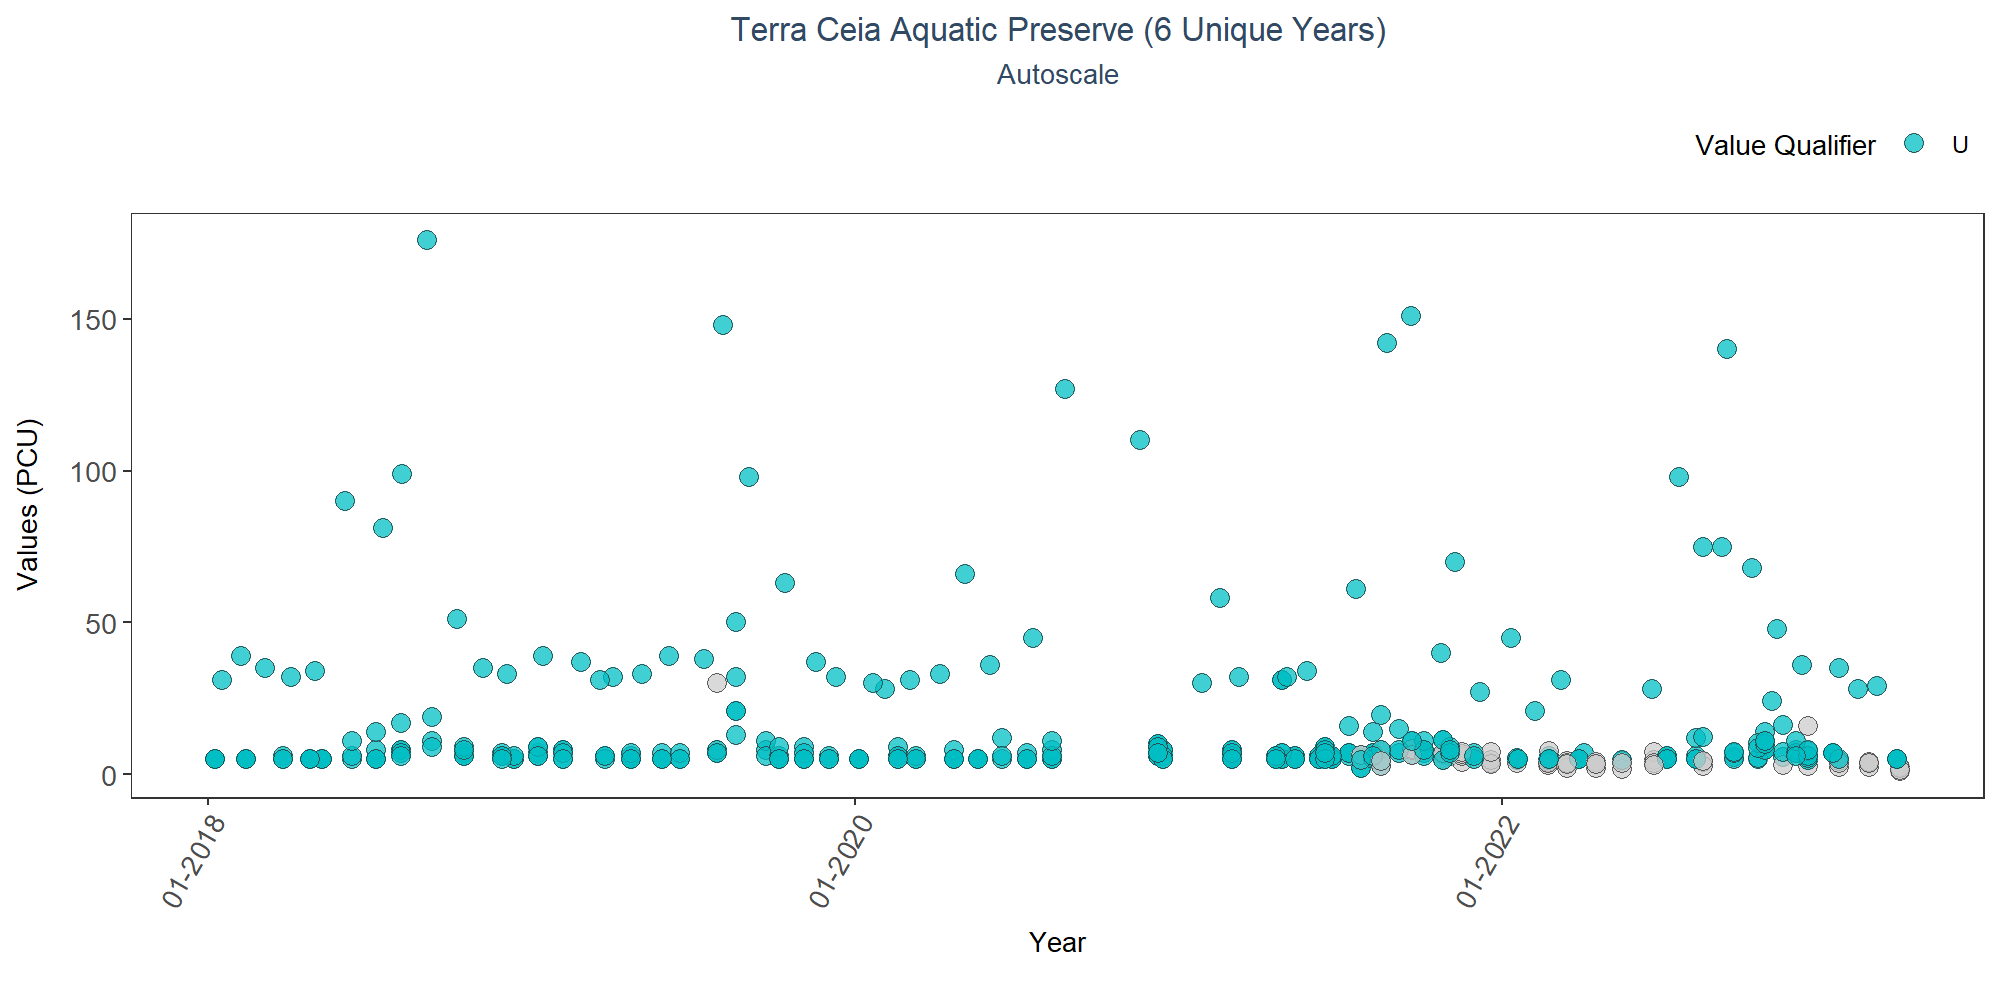 Terra Ceia Aquatic Preserve (6 Unique Years)
Autoscale
Value Qualifier U
Values (PCU)
150
100
50
0
01-2018
01-2020
01-2022
Year